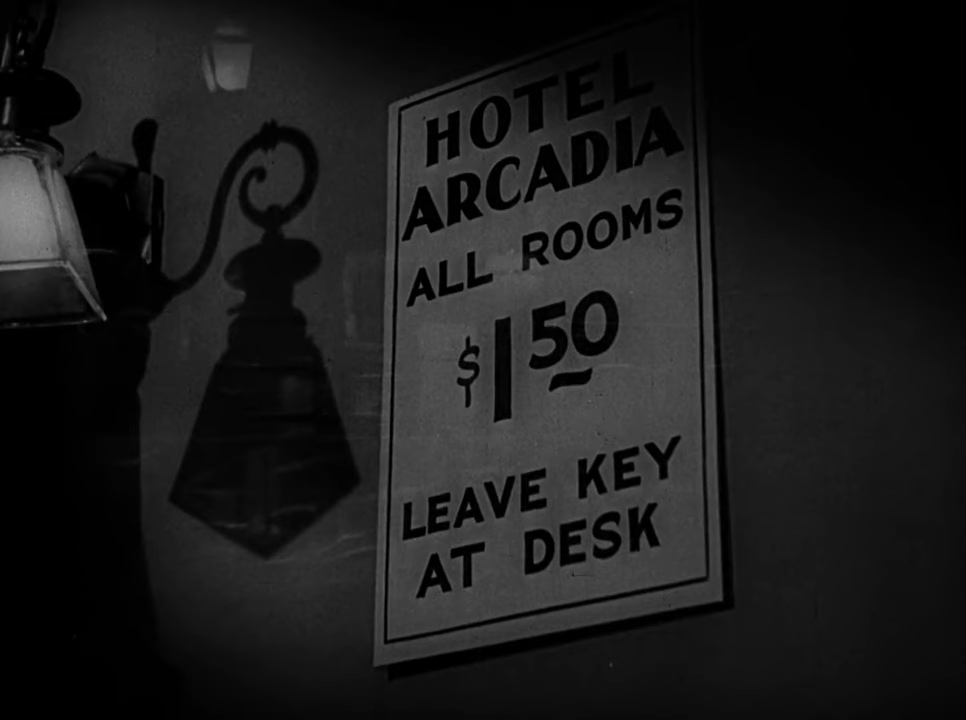 HOTEL
ARCADIA
ALL ROOMS
$1.50
LEAVE KEY
AT DESK